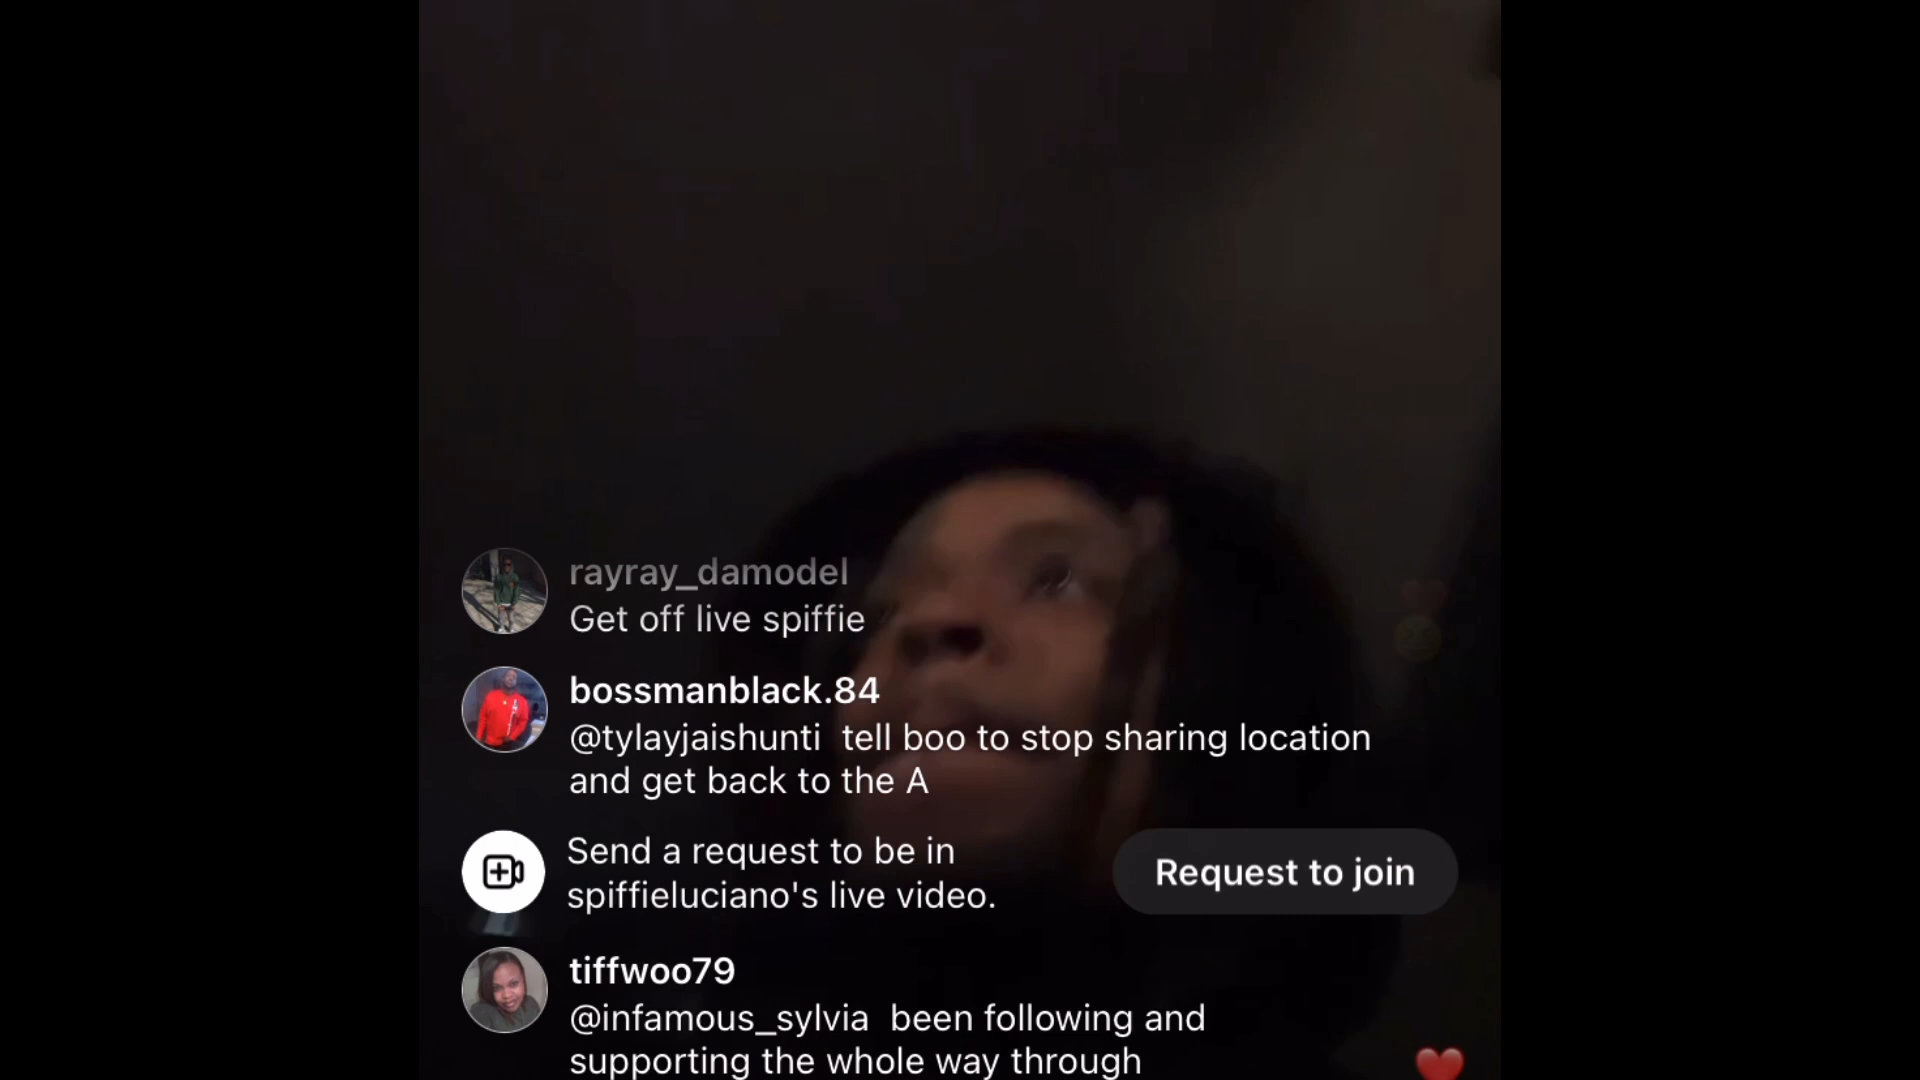 rayray_damodel
Get off live spiffie
bossmanblack.84
@tylayjaishunti tell boo to stop sharing location
and get back to the A
Send a request to be in
spiffieluciano's live video.
Request to join
tiffwoo79
@infamous_sylvia been following and
supporting the whole way through